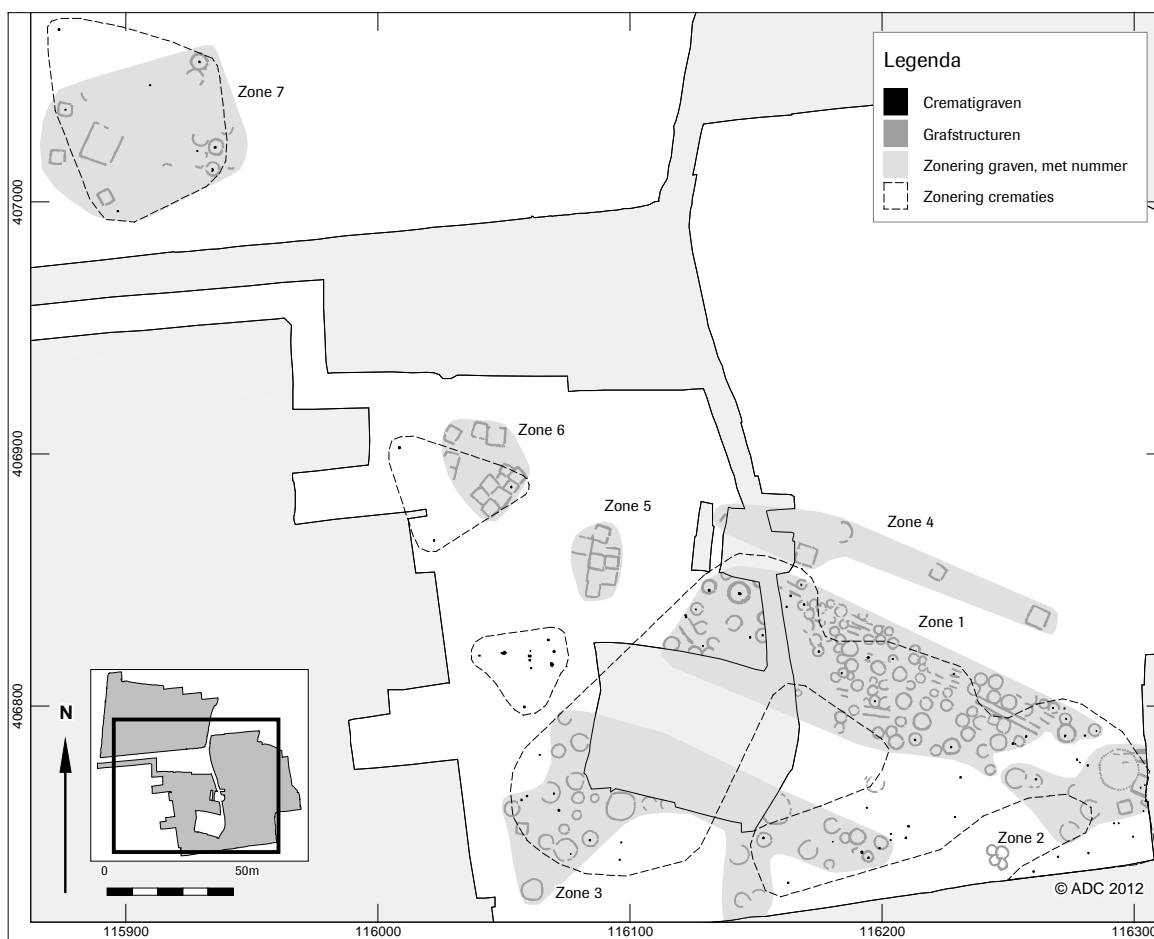 Legenda
Crematigraven
Grafstructuren
Zonering graven, met nummer
Zonering crematies
Zone 7
407000
Zone 6
406900
Zone 5
Zone 4
Zone 1
406800
N
Zone 2
0 50m
Zone 3
© ADC 2012
115900 116000 116100 116200 116300